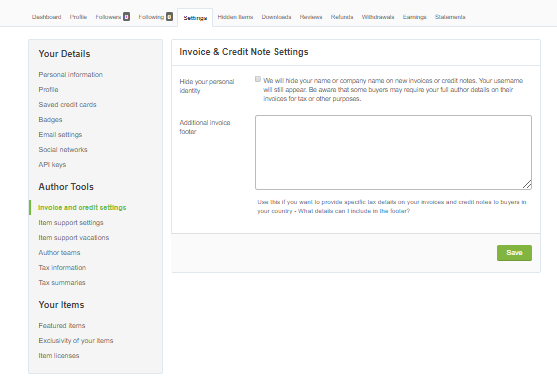 Dashboard Profile Followers 0 Following 0 Settings Hidden Items Downloads Reviews Refunds Withdrawals Earnings Statements
Your Details
Personal information
Profile
Saved credit cards
Badges
Email settings
Social networks
API keys
Author Tools
Invoice and credit settings
Item support settings
Item support vacations
Author teams
Tax information
Tax summaries
Your Items
Featured items
Exclusivity of your items
Item licenses
Invoice & Credit Note Settings
Hide your personal
identity
We will hide your name or company name on new invoices or credit notes. Your username
will still appear. Be aware that some buyers may require your full author details on their
invoices for tax or other purposes.
Additional invoice
footer
Use this if you want to provide specific tax details on your invoices and credit notes to buyers in
your country - What details can I include in the footer?
Save